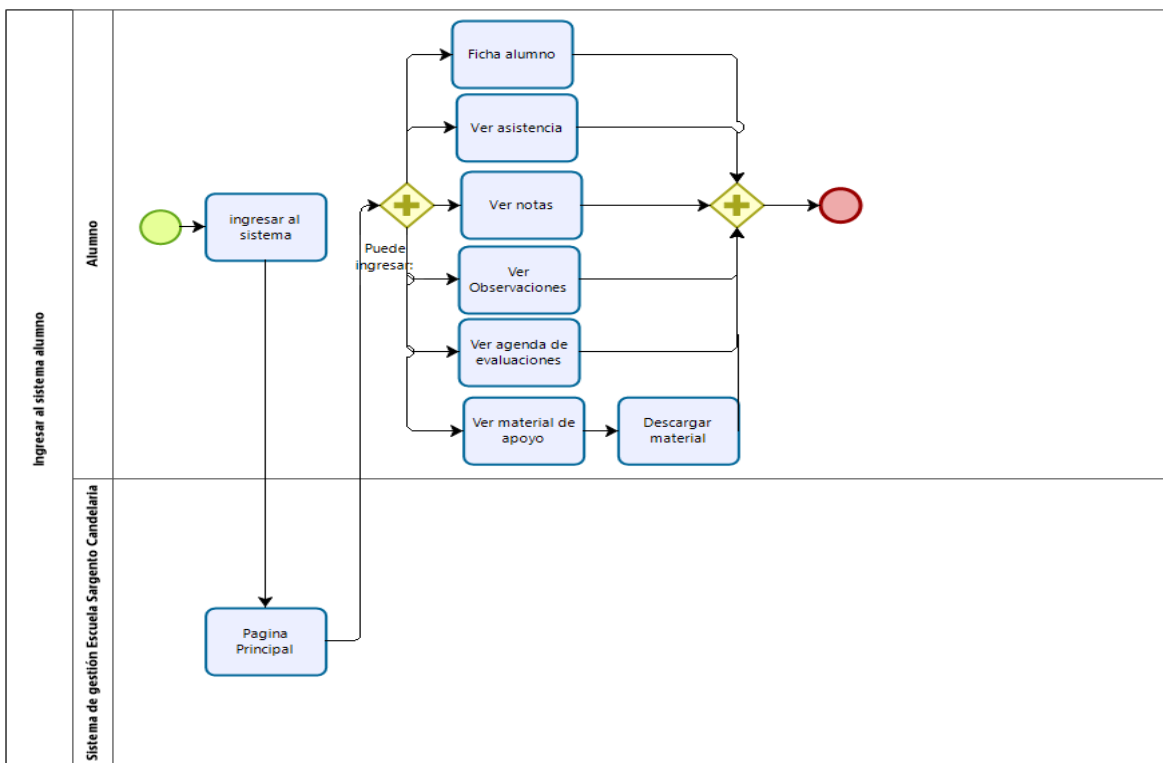 Ingresar al sistema alumno
Alumno
Sistema de gestión Escuela Sargento Candelaria
ingresar al
sistema
Puede
ingresar:
Ficha alumno
Ver asistencia
Ver notas
Ver
Observaciones
Ver agenda de
evaluaciones
Ver material de
apoyo
Descargar
material
Pagina
Principal